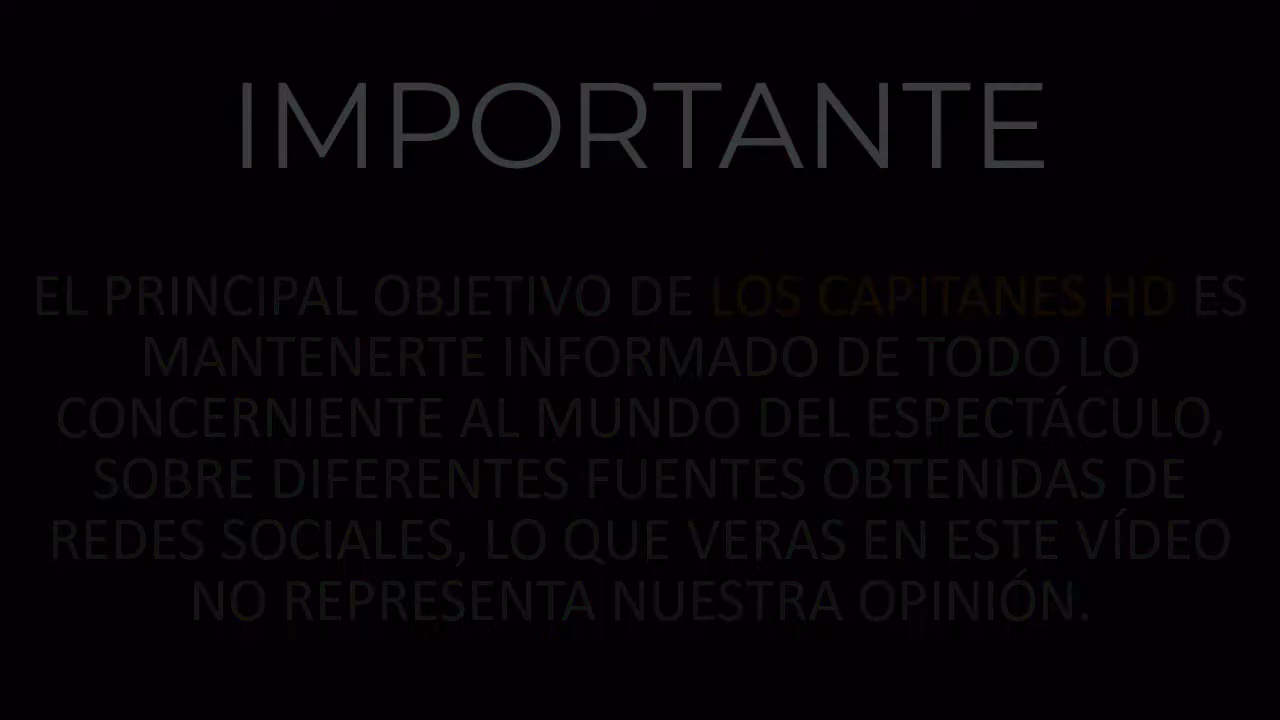 IMPORTANTE
EL PRINCIPAL OBJETIVO DE LOS CAPITANES HD ES
MANTENERTE INFORMADO DE TODO LO
CONCERNIENTE AL MUNDO DEL ESPECTÁCULO,
SOBRE DIFERENTES FUENTES OBTENIDAS DE
REDES SOCIALES, LO QUE VERAS EN ESTE VÍDEO
NO REPRESENTA NUESTRA OPINIÓN.